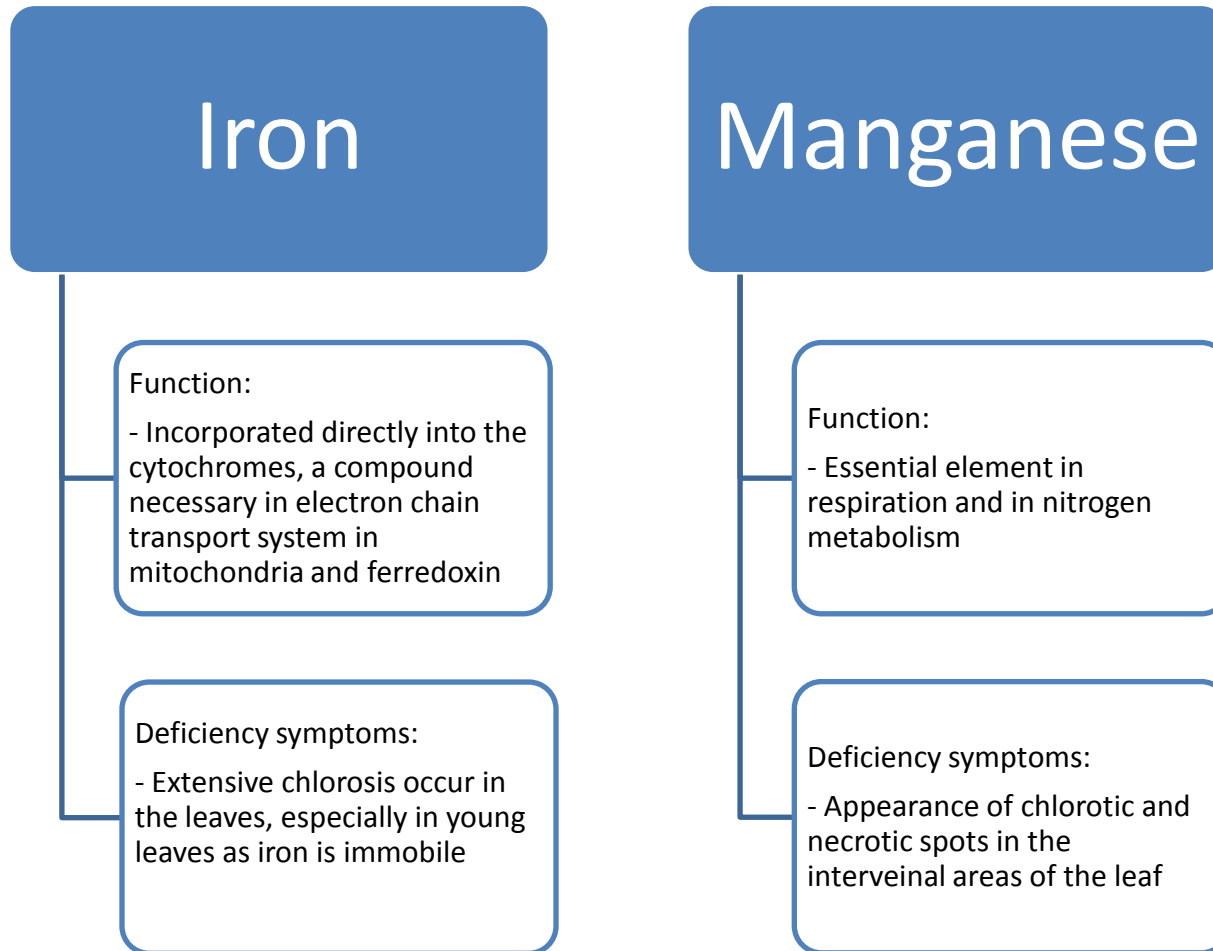 Iron
Function:
- Incorporated directly into the
cytochromes, a compound
necessary in electron chain
transport system in
mitochondria and ferredoxin
Deficiency symptoms:
- Extensive chlorosis occur in
the leaves, especially in young
leaves as iron is immobile
Manganese
Function:
- Essential element in
respiration and in nitrogen
metabolism
Deficiency symptoms:
- Appearance of chlorotic and
necrotic spots in the
interveinal areas of the leaf